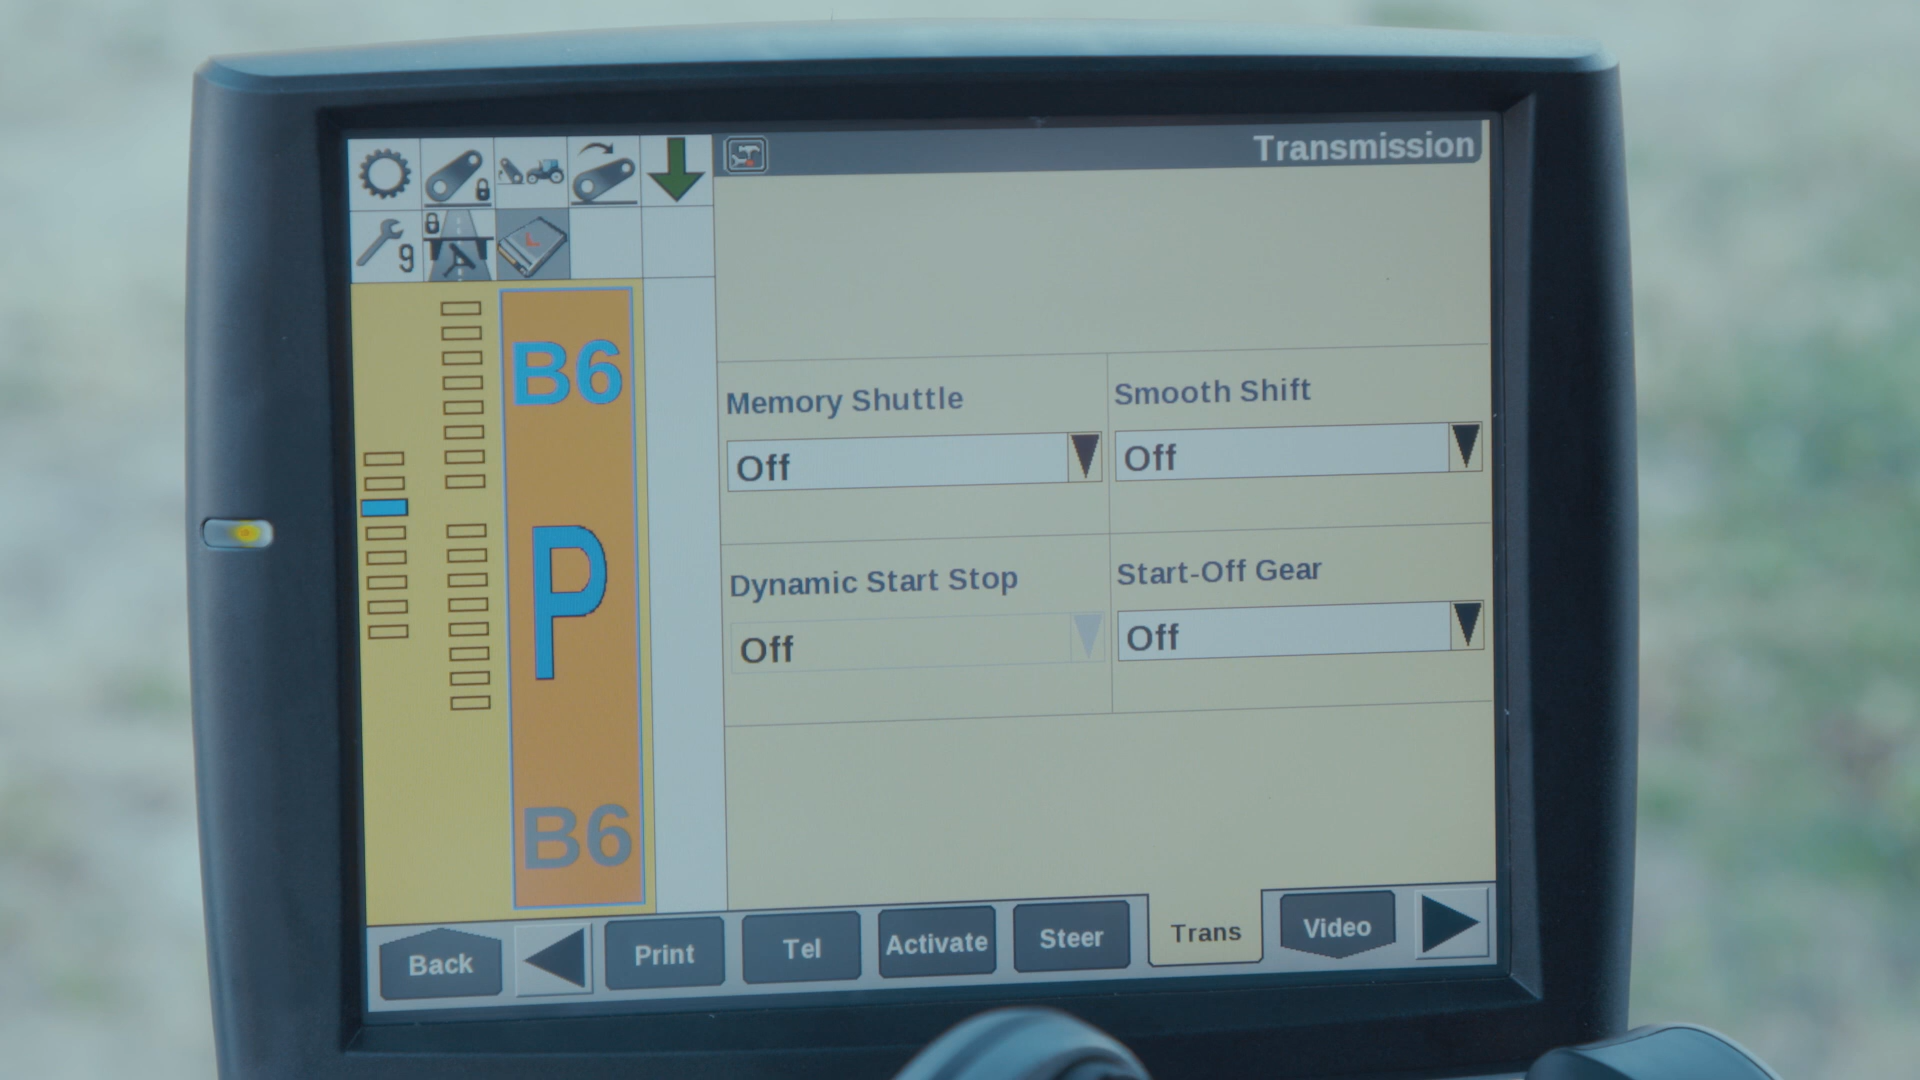 Transmission
9
B6
P
B6
Memory Shuttle
Off
Smooth Shift
Off
Dynamic Start Stop
Off
Start-Off Gear
Off
Back
Print
Tel
Activate
Steer
Trans
Video